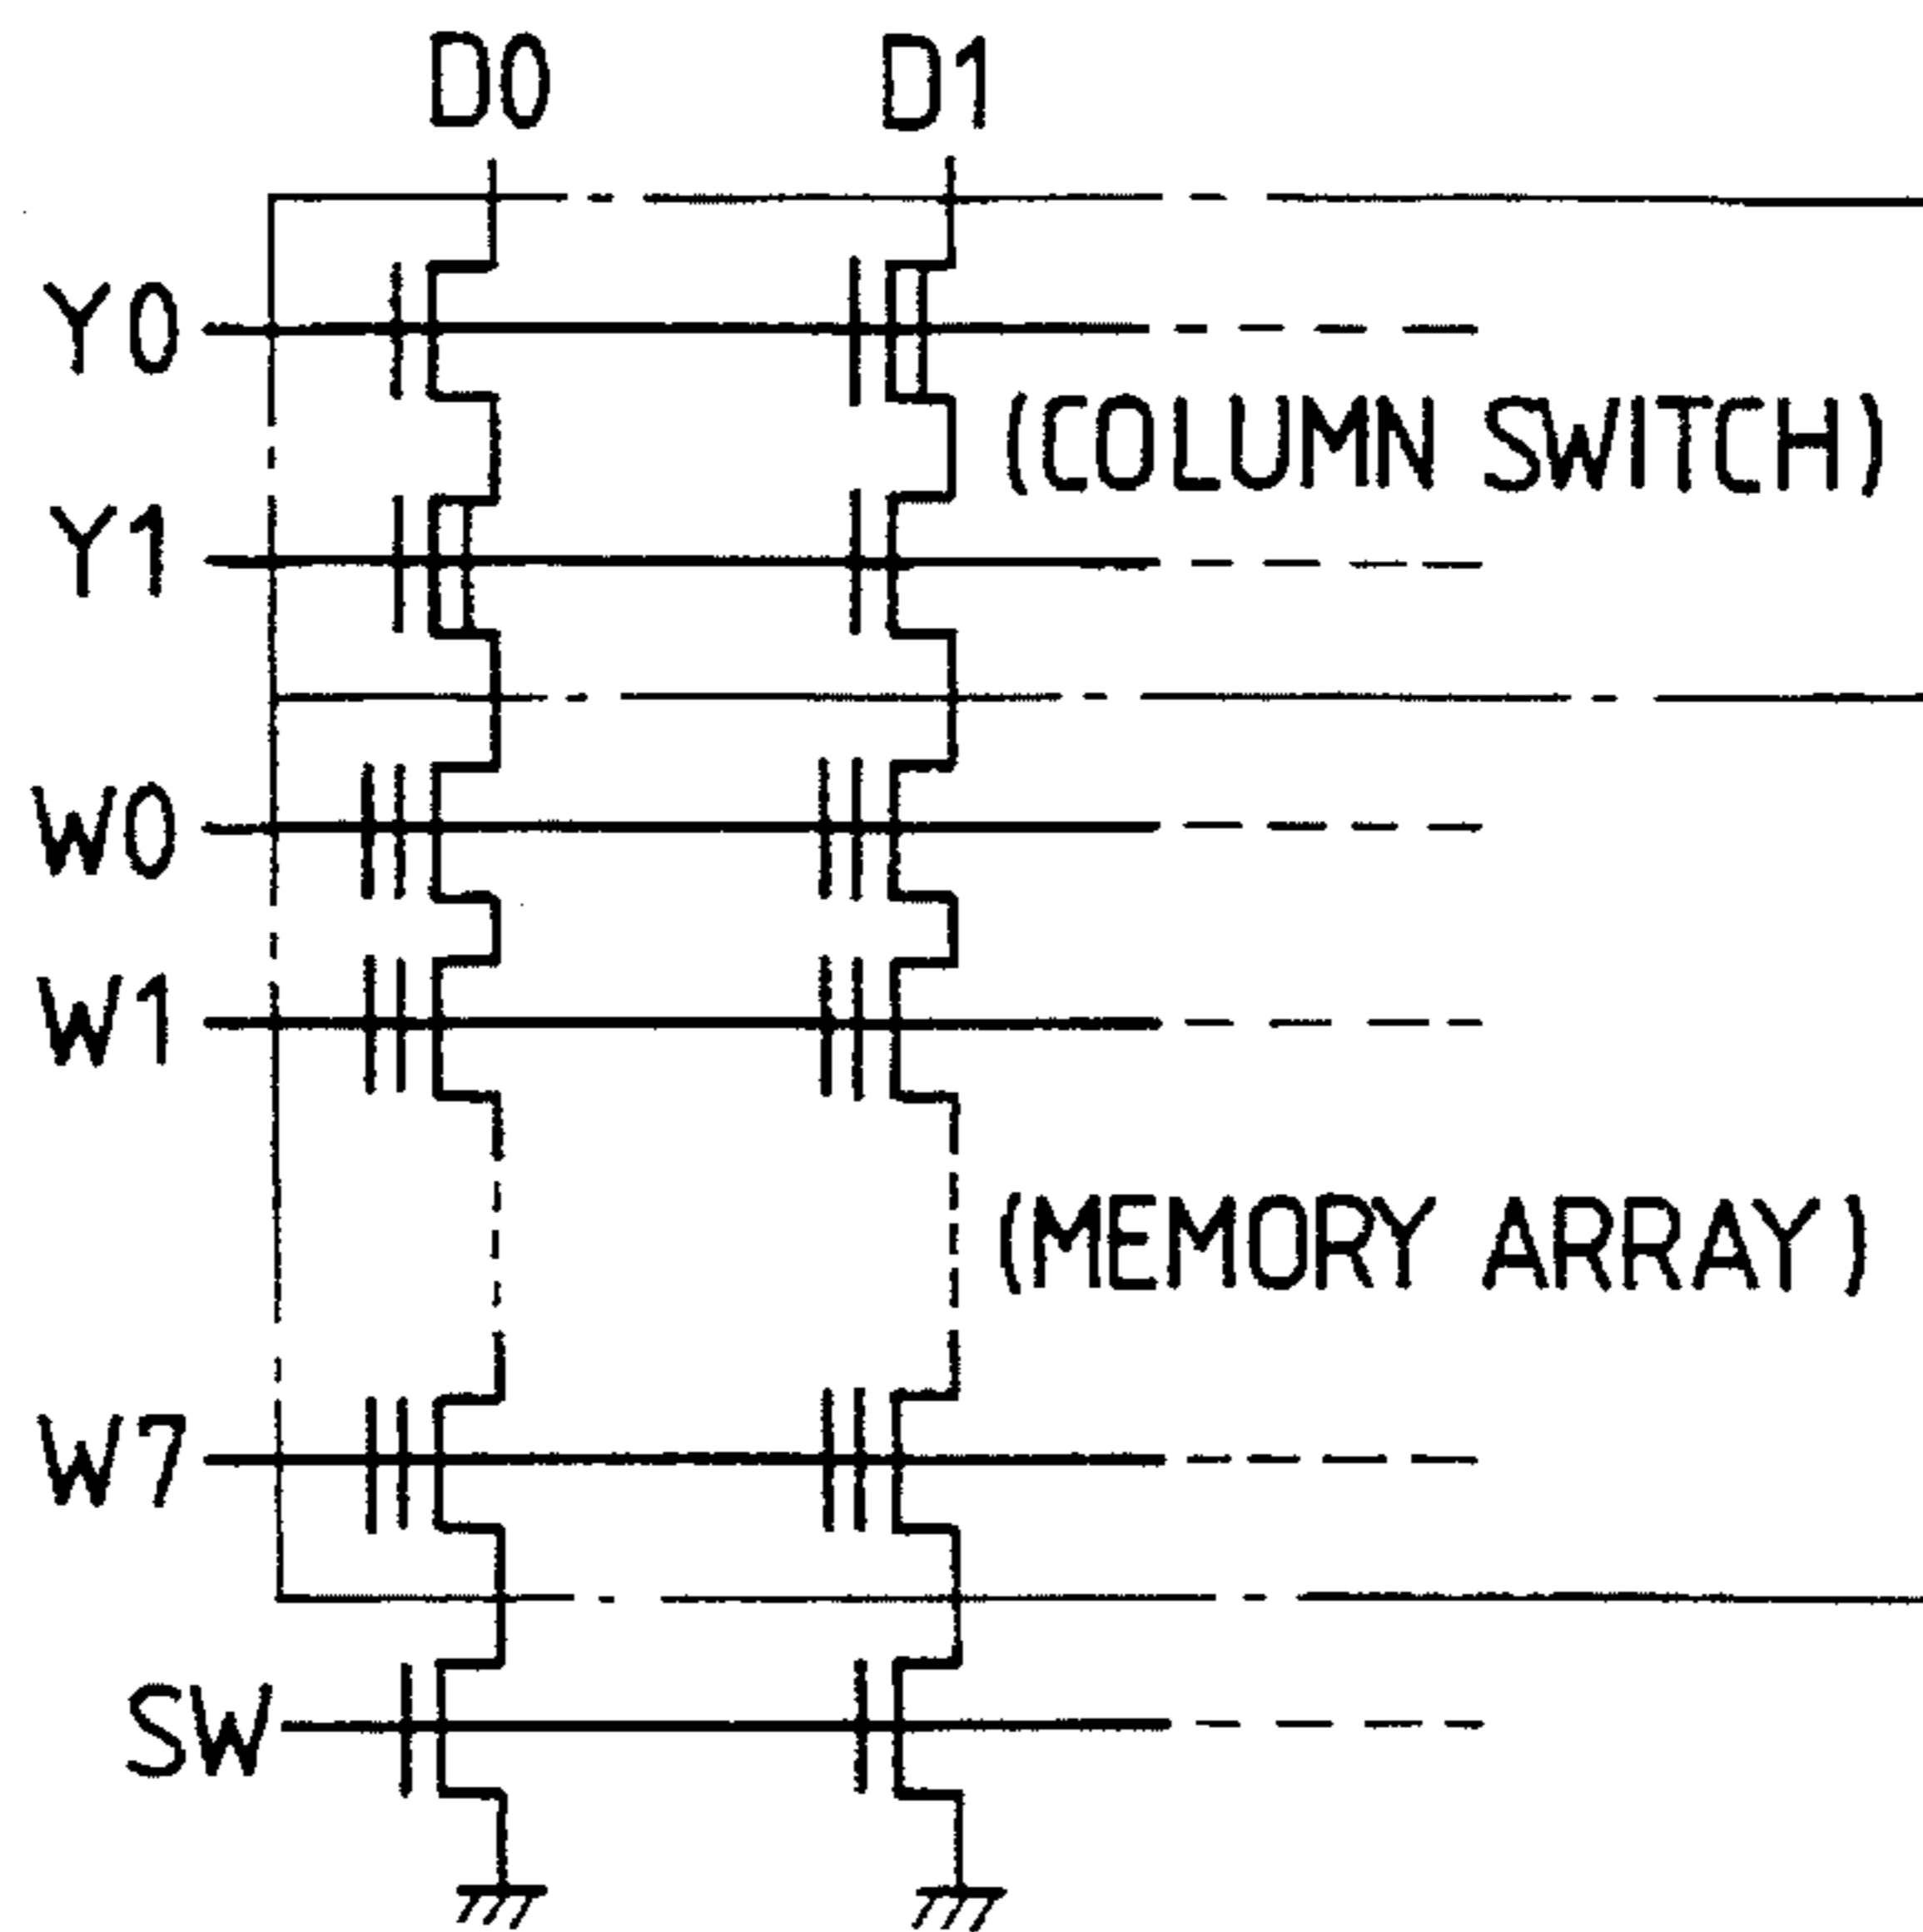 D0 D1
Y0
(COLUMN SWITCH)
Y1
W0
W1
(MEMORY ARRAY)
W7
SW